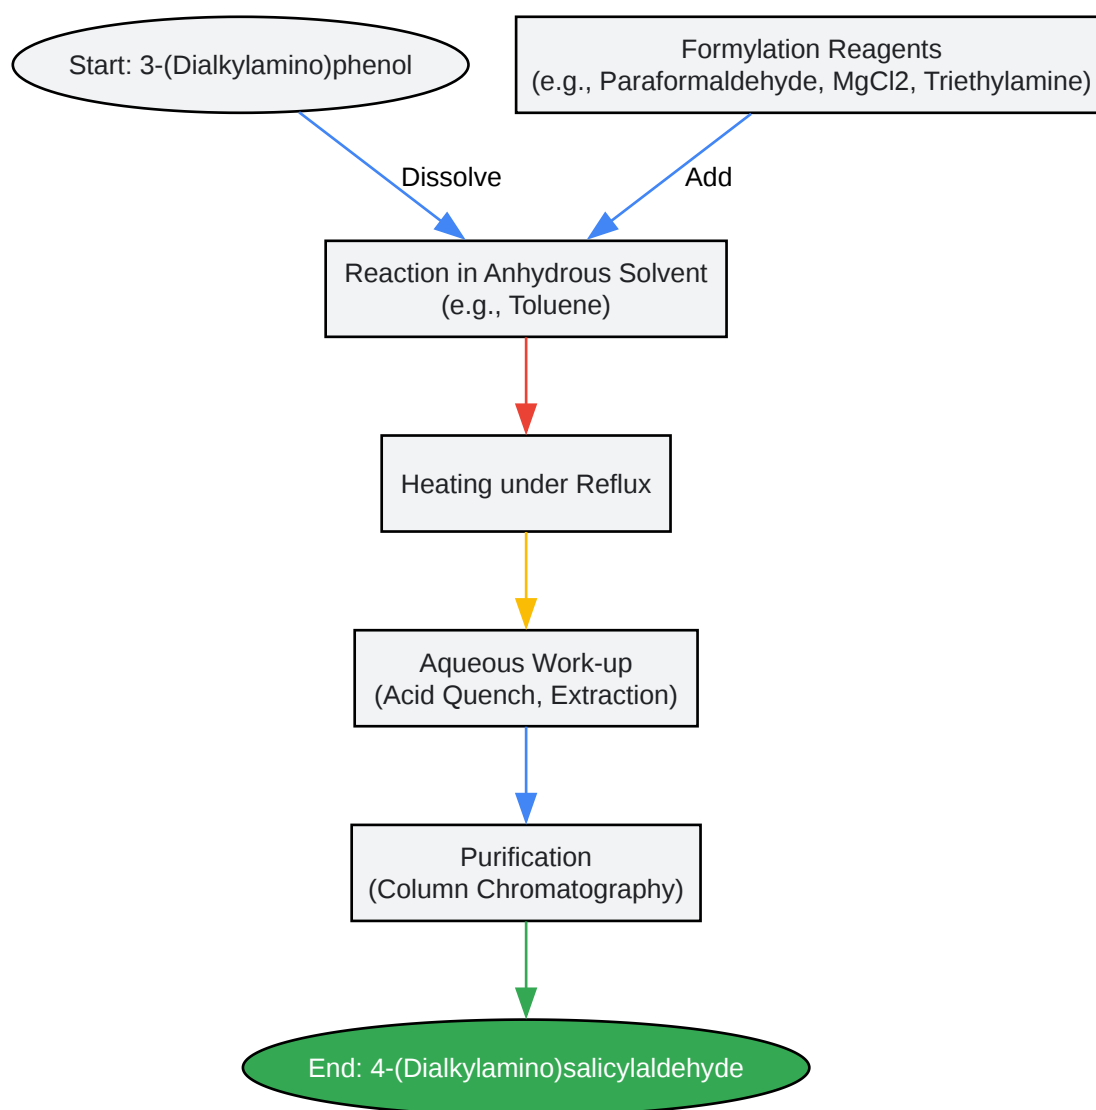 Start: 3-(Dialkylamino)phenol
Formylation Reagents
(e.g., Paraformaldehyde, MgCl2, Triethylamine)
Dissolve
Add
Reaction in Anhydrous Solvent
(e.g., Toluene)
Heating under Reflux
Aqueous Work-up
(Acid Quench, Extraction)
Purification
(Column Chromatography)
End: 4-(Dialkylamino)salicylaldehyde